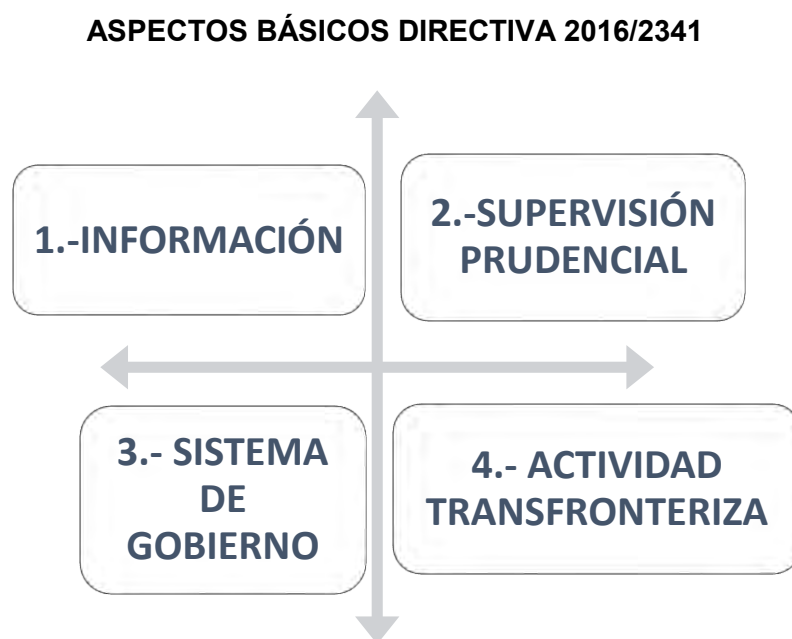 ASPECTOS BÁSICOS DIRECTIVA 2016/2341
1.-INFORMACIÓN
2.-SUPERVISIÓN
PRUDENCIAL
3.- SISTEMA
DE
GOBIERNO
4.- ACTIVIDAD
TRANSFRONTERIZA